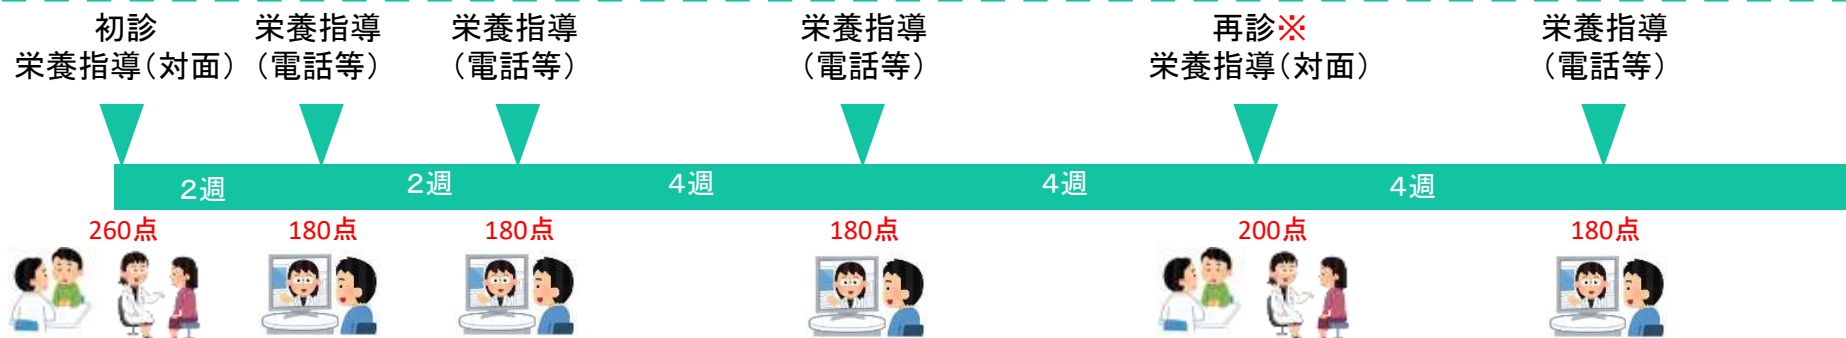 初診
栄養指導(対面)
栄養指導
(電話等)
栄養指導
(電話等)
栄養指導
(電話等)
再診※
栄養指導(対面)
栄養指導
(電話等)
2週
2週
4週
4週
4週
260点
180点
180点
180点
200点
180点